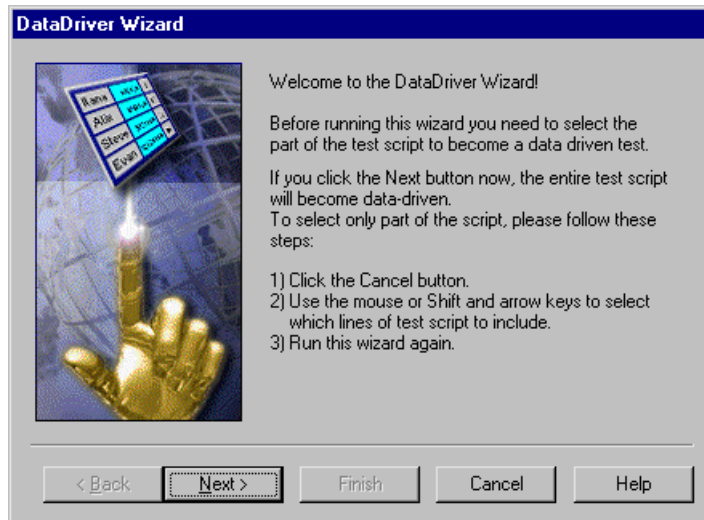 DataDriver Wizard
Rana
Alia
Steve
Evan
Welcome to the DataDriver Wizard!
Before running this wizard you need to select the
part of the test script to become a data driven test.
If you click the Next button now, the entire test script
will become data-driven.
To select only part of the script, please follow these
steps:
1) Click the Cancel button.
2) Use the mouse or Shift and arrow keys to select
which lines of test script to include.
3) Run this wizard again.
< Back
Next >
Finish
Cancel
Help